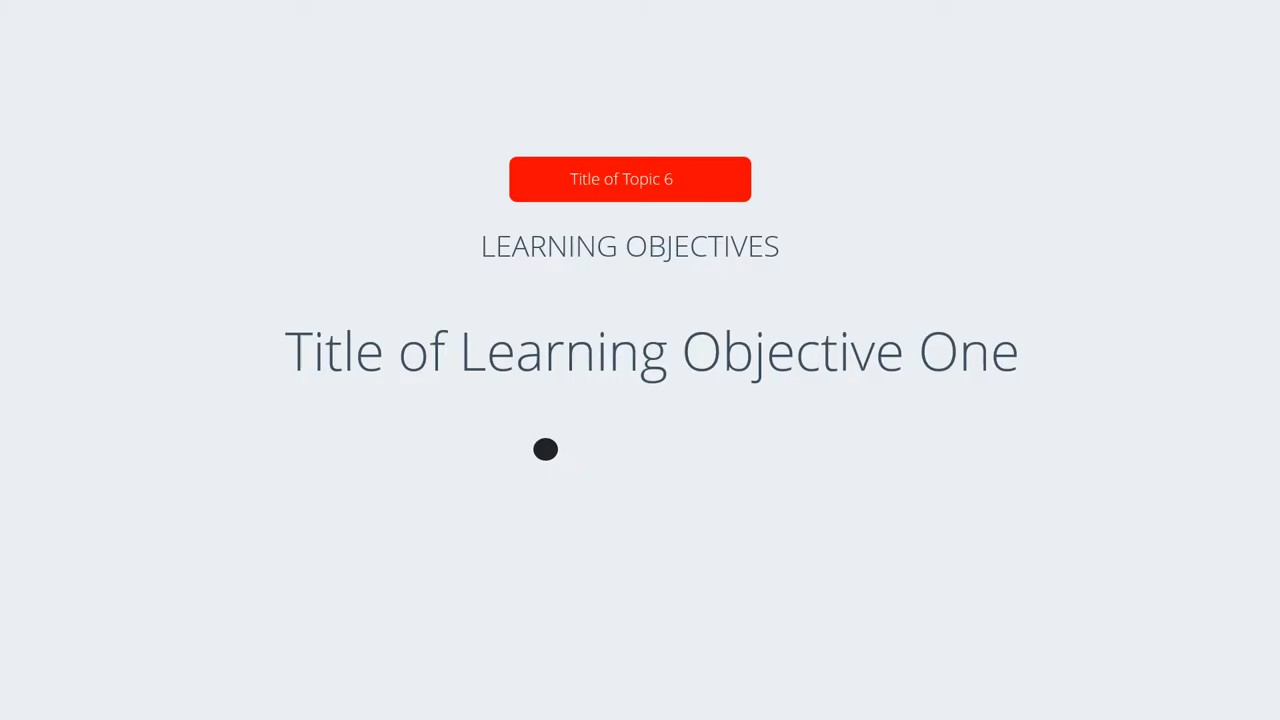 Title of Topic 6
LEARNING OBJECTIVES
Title of Learning Objective One